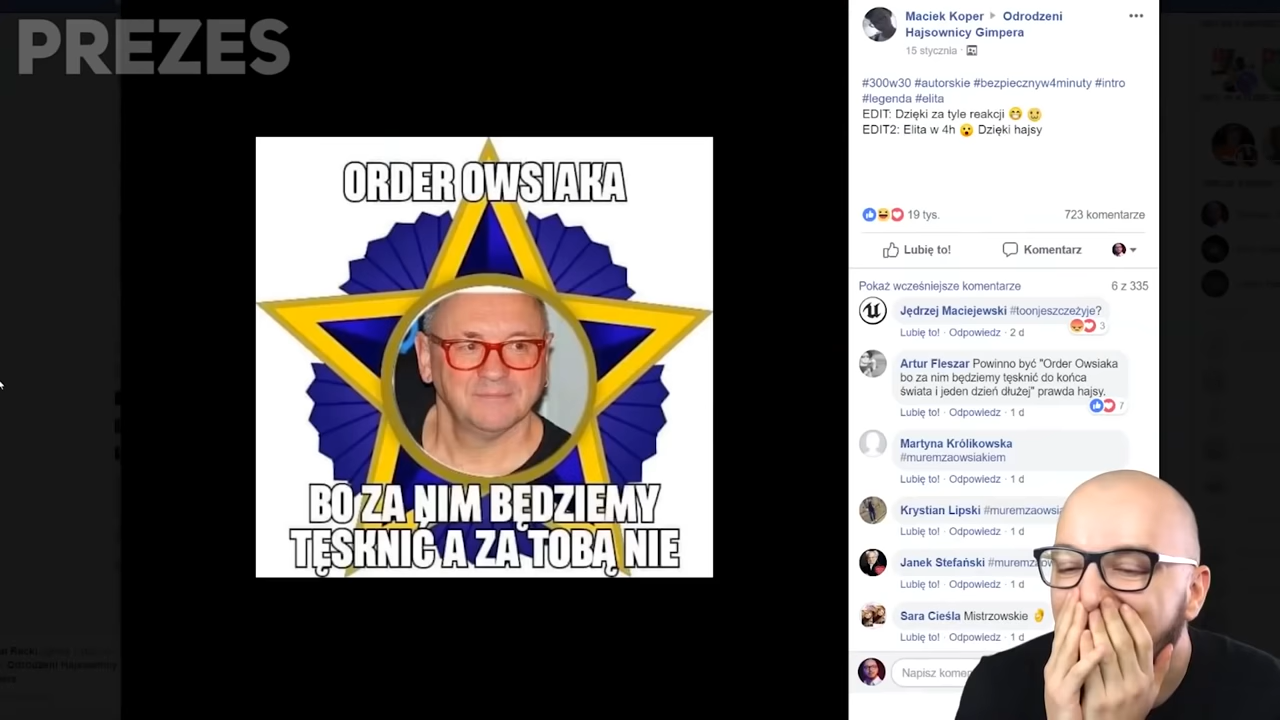 PREZES
ORDER OWSIAKA
BO ZA NIM BĘDZIEMY
TĘSKNIĆ A ZA TOBĄ NIE
Maciek Koper ▸ Odrodzeni
Hajsownicy Gimpera
15 stycznia ·
#300w30 #autorskie #bezpiecznyw4minuty #intro
#legenda #elita
EDIT: Dzięki za tyle reakcji 😁 😃
EDIT2: Elita w 4h 😮 Dzięki hajsy
19 tys. 723 komentarze
Lubię to! Komentarz
Pokaż wcześniejsze komentarze 6 z 335
Jędrzej Maciejewski #toonjeszczeżyje?
3
Lubię to! · Odpowiedz · 2 d
Artur Fleszar Powinno być "Order Owsiaka
bo za nim będziemy tęsknić do końca
świata i jeden dzień dłużej" prawda hajsy.
7
Lubię to! · Odpowiedz · 1 d
Martyna Królikowska
#muremzaowsiakiem
Lubię to! · Odpowiedz · 1 d
Krystian Lipski #muremzaowsia
Lubię to! · Odpowiedz · 1 d
Janek Stefański
Lubię to! · Odpowiedz · 1 d
Sara Cieśla Mistrzowskie 👌
Lubię to! · Odpowiedz · 1 d
Napisz komen